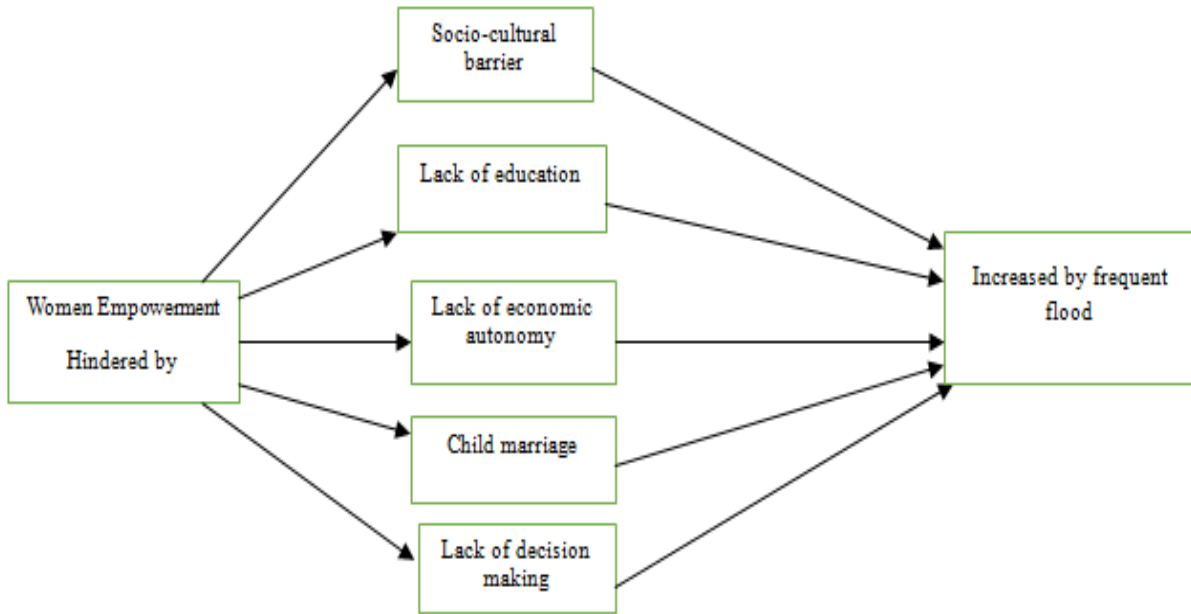 Socio-cultural
barrier
Lack of education
Women Empowerment
Hindered by
Lack of economic
autonomy
Child marriage
Lack of decision
making
Increased by frequent
flood